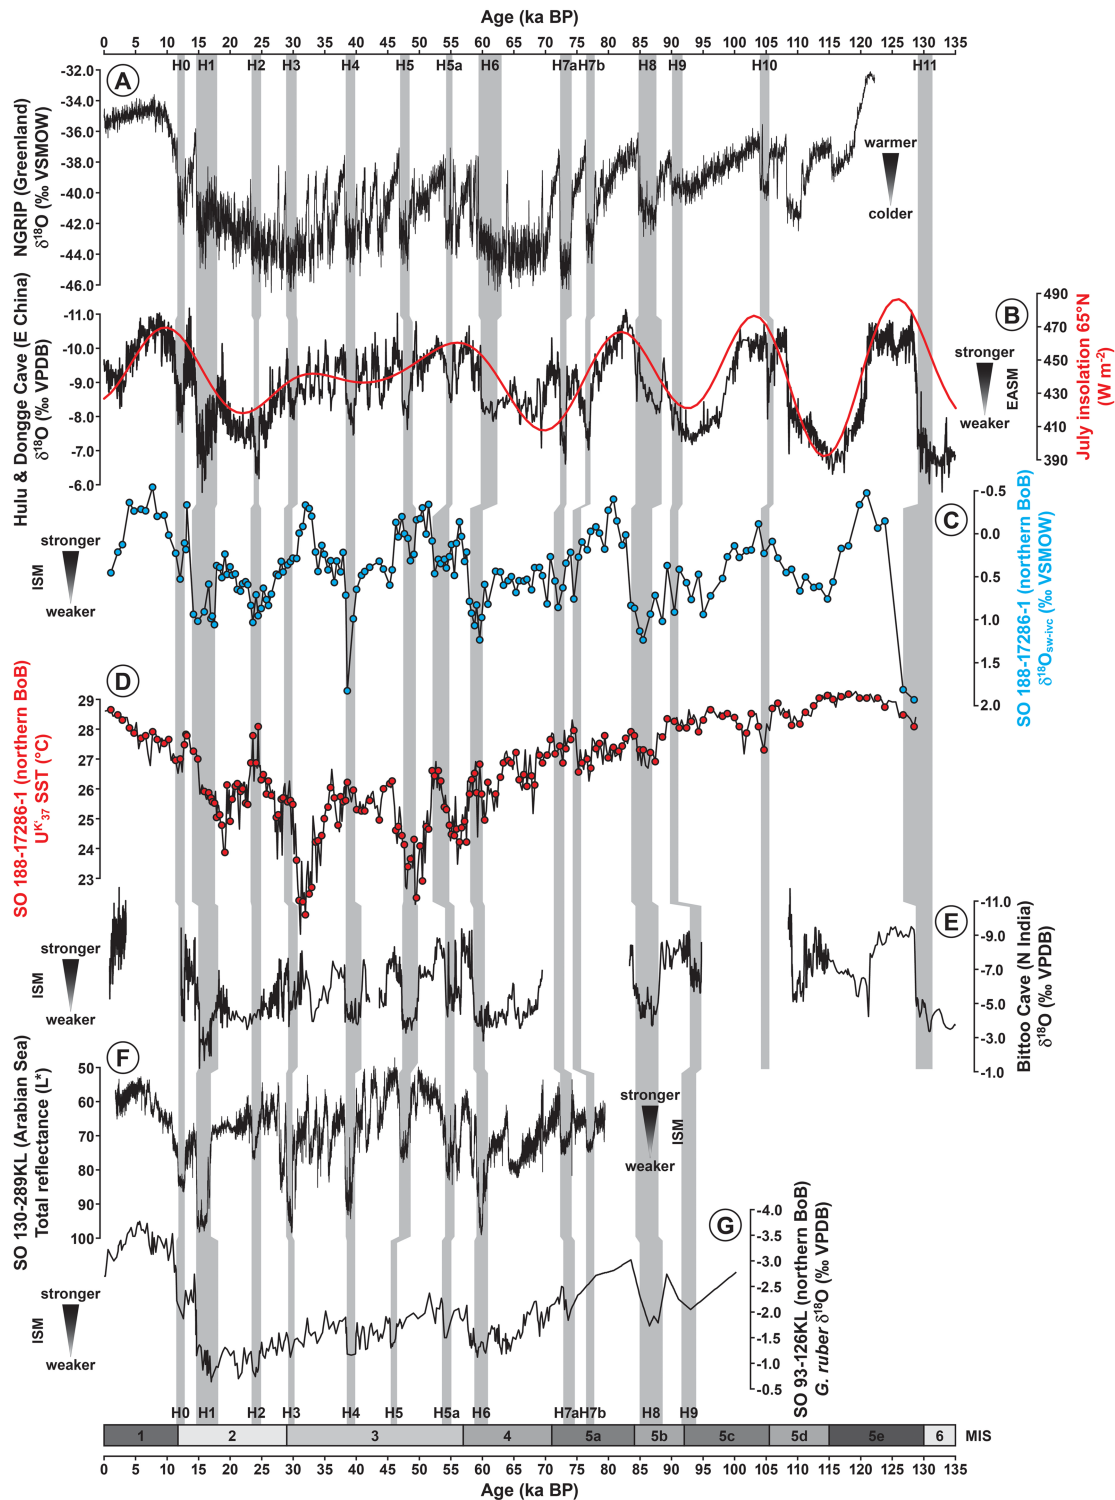 Age (ka BP)
0 5 10 15 20 25 30 35 40 45 50 55 60 65 70 75 80 85 90 95 100 105 110 115 120 125 130 135
H0 H1 H2 H3 H4 H5 H5a H6 H7a H7b H8 H9 H10 H11
A
NGRIP (Greenland)
δ18O (‰ VSMOW)
-32.0
-34.0
-36.0
-38.0
-40.0
-42.0
-44.0
-46.0
warmer
colder
B
Hulu & Dongge Cave (E China)
δ18O (‰ VPDB)
-11.0
-10.0
-9.0
-8.0
-7.0
-6.0
stronger
EASM
weaker
490
470
450
430
410
390
July insolation 65°N
(W m-2)
C
stronger
ISM
weaker
-0.5
0.0
0.5
1.0
1.5
2.0
SO 188-17286-1 (northern BoB)
δ18Osw-ivc (‰ VSMOW)
D
SO 188-17286-1 (northern BoB)
UK'37 SST (°C)
29
28
27
26
25
24
23
E
stronger
ISM
weaker
-11.0
-9.0
-7.0
-5.0
-3.0
-1.0
Bittoo Cave (N India)
δ18O (‰ VPDB)
F
SO 130-289KL (Arabian Sea)
Total reflectance (L*)
50
60
70
80
90
100
stronger
ISM
weaker
G
stronger
ISM
weaker
-4.0
-3.5
-3.0
-2.5
-2.0
-1.5
-1.0
-0.5
SO 93-126KL (northern BoB)
G. ruber δ18O (‰ VPDB)
H0 H1 H2 H3 H4 H5 H5a H6 H7a H7b H8 H9
1 2 3 4 5a 5b 5c 5d 5e 6 MIS
0 5 10 15 20 25 30 35 40 45 50 55 60 65 70 75 80 85 90 95 100 105 110 115 120 125 130 135
Age (ka BP)